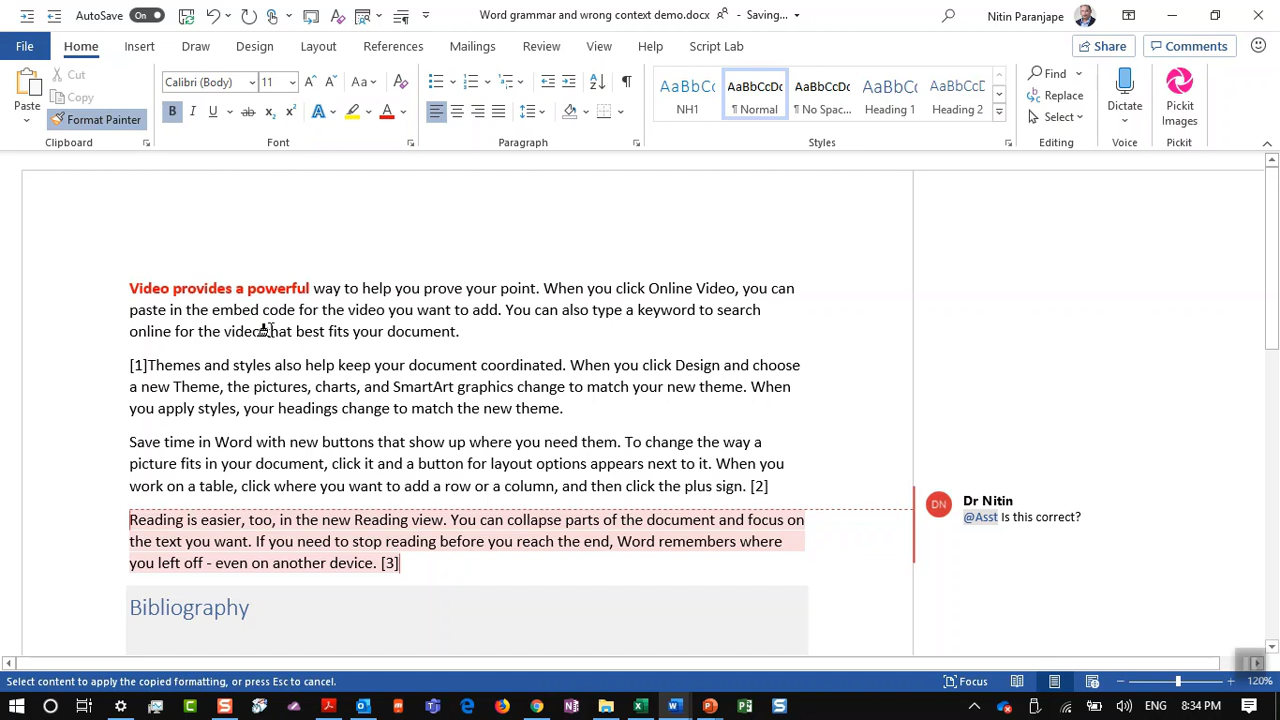 AutoSave On
Word grammar and wrong context demo.docx - Saving...
Nitin Paranjape
File Home Insert Draw Design Layout References Mailings Review View Help Script Lab
Share Comments
Paste
Cut
Copy
Format Painter
Calibri (Body) 11
Aa
B I U ab x₂ x² A A
AaBbC NH1
AaBbCcDc ¶ Normal
AaBbCcDc ¶ No Spac...
AaBbC Heading 1
AaBbCcD Heading 2
Find
Replace
Select
Dictate
Pickit Images
Clipboard Font Paragraph Styles Editing Voice Pickit
Video provides a powerful way to help you prove your point. When you click Online Video, you can
paste in the embed code for the video you want to add. You can also type a keyword to search
online for the video that best fits your document.
[1]Themes and styles also help keep your document coordinated. When you click Design and choose
a new Theme, the pictures, charts, and SmartArt graphics change to match your new theme. When
you apply styles, your headings change to match the new theme.
Save time in Word with new buttons that show up where you need them. To change the way a
picture fits in your document, click it and a button for layout options appears next to it. When you
work on a table, click where you want to add a row or a column, and then click the plus sign. [2]
Reading is easier, too, in the new Reading view. You can collapse parts of the document and focus on
the text you want. If you need to stop reading before you reach the end, Word remembers where
you left off - even on another device. [3]
DN
Dr Nitin
@Asst Is this correct?
Bibliography
Select content to apply the copied formatting, or press Esc to cancel.
Focus
120%
8:34 PM